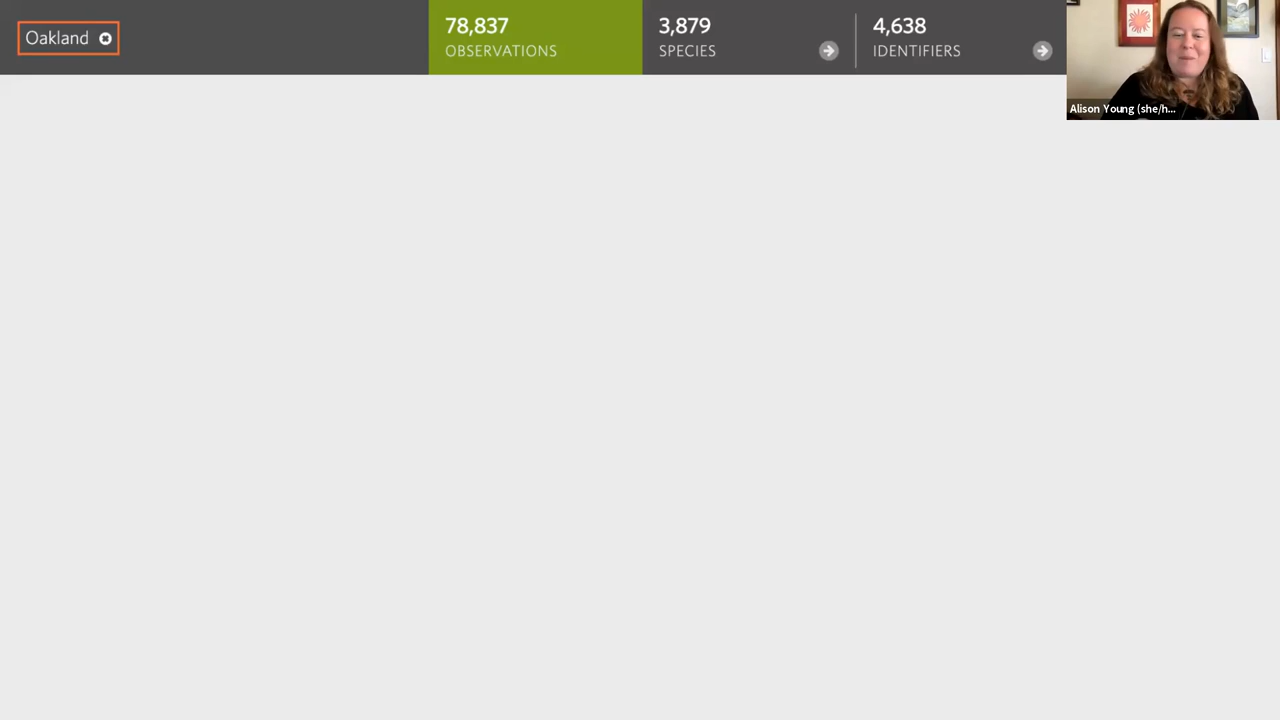 Oakland
78,837
OBSERVATIONS
3,879
SPECIES
4,638
IDENTIFIERS
Alison Young (she/h...